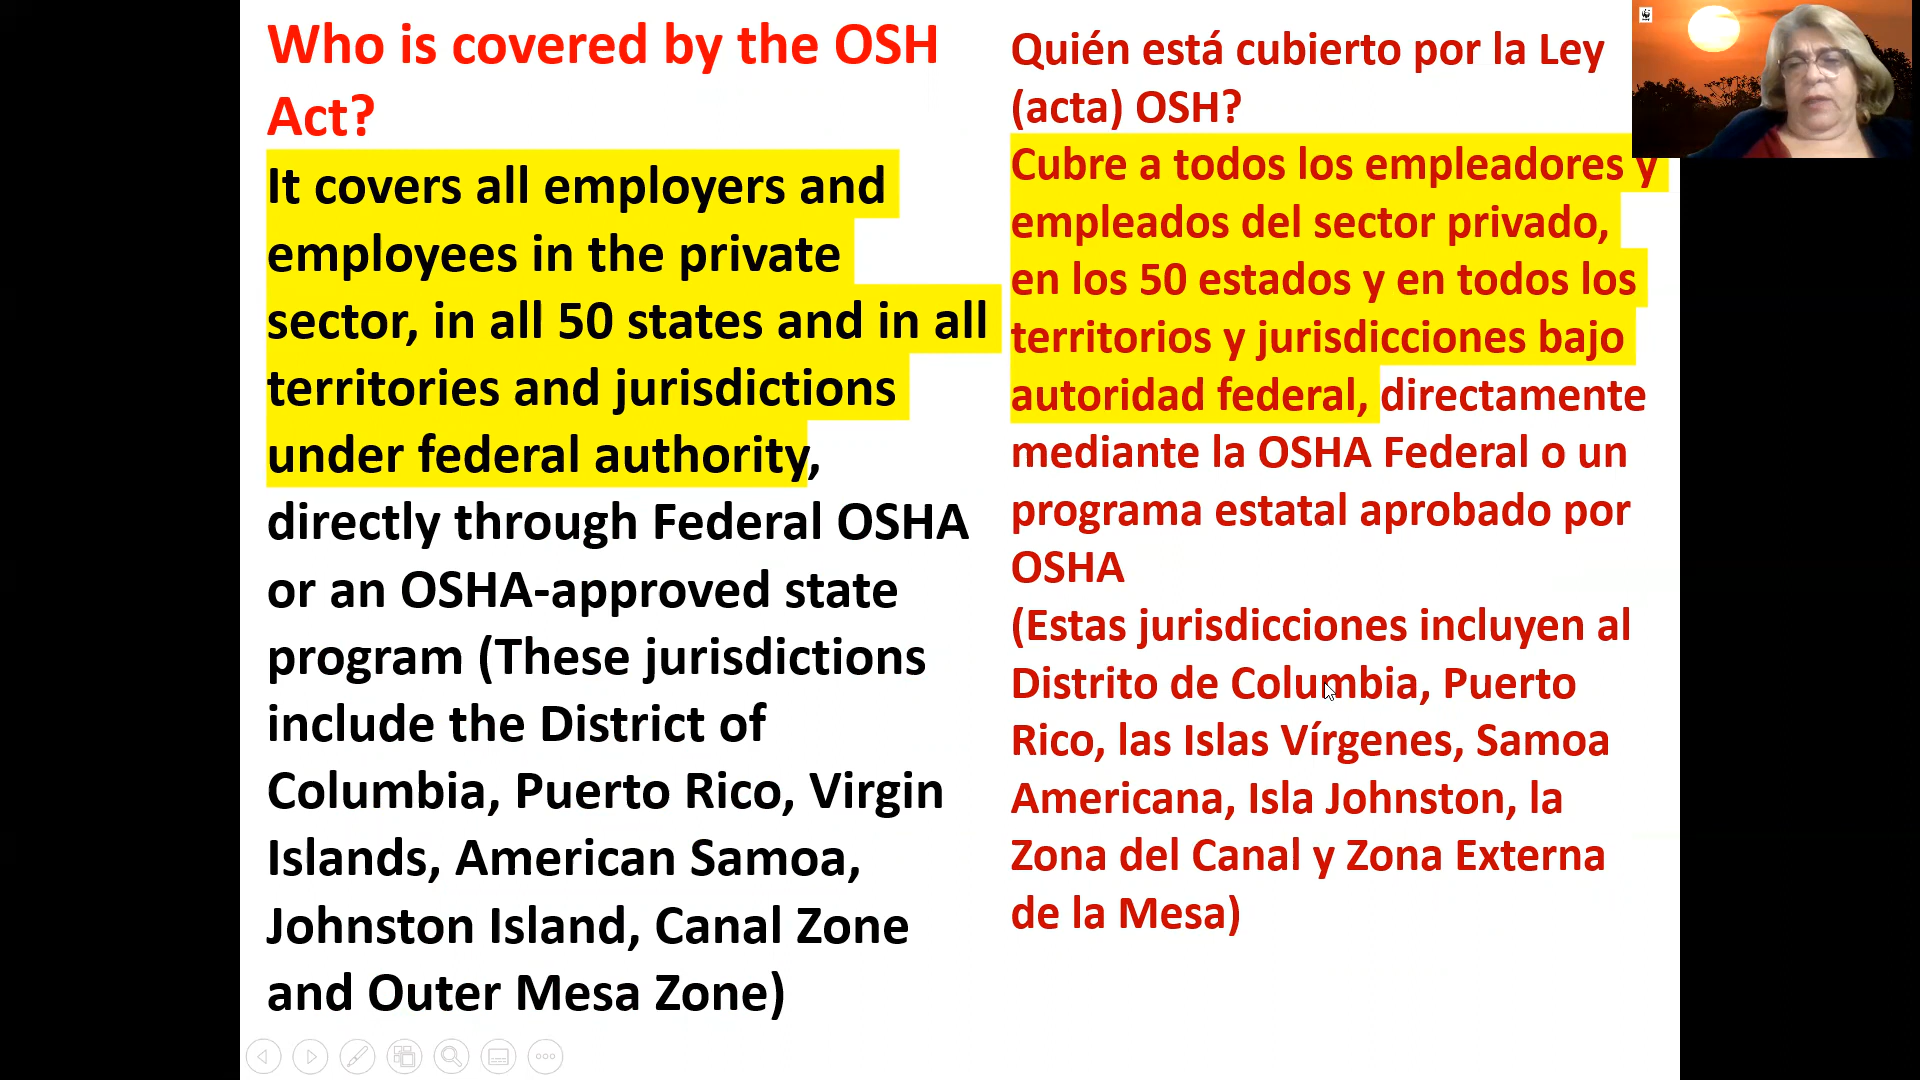 Who is covered by the OSH
Act?
It covers all employers and
employees in the private
sector, in all 50 states and in all
territories and jurisdictions
under federal authority,
directly through Federal OSHA
or an OSHA-approved state
program (These jurisdictions
include the District of
Columbia, Puerto Rico, Virgin
Islands, American Samoa,
Johnston Island, Canal Zone
and Outer Mesa Zone)
Quién está cubierto por la Ley
(acta) OSH?
Cubre a todos los empleadores y
empleados del sector privado,
en los 50 estados y en todos los
territorios y jurisdicciones bajo
autoridad federal, directamente
mediante la OSHA Federal o un
programa estatal aprobado por
OSHA
(Estas jurisdicciones incluyen al
Distrito de Columbia, Puerto
Rico, las Islas Vírgenes, Samoa
Americana, Isla Johnston, la
Zona del Canal y Zona Externa
de la Mesa)